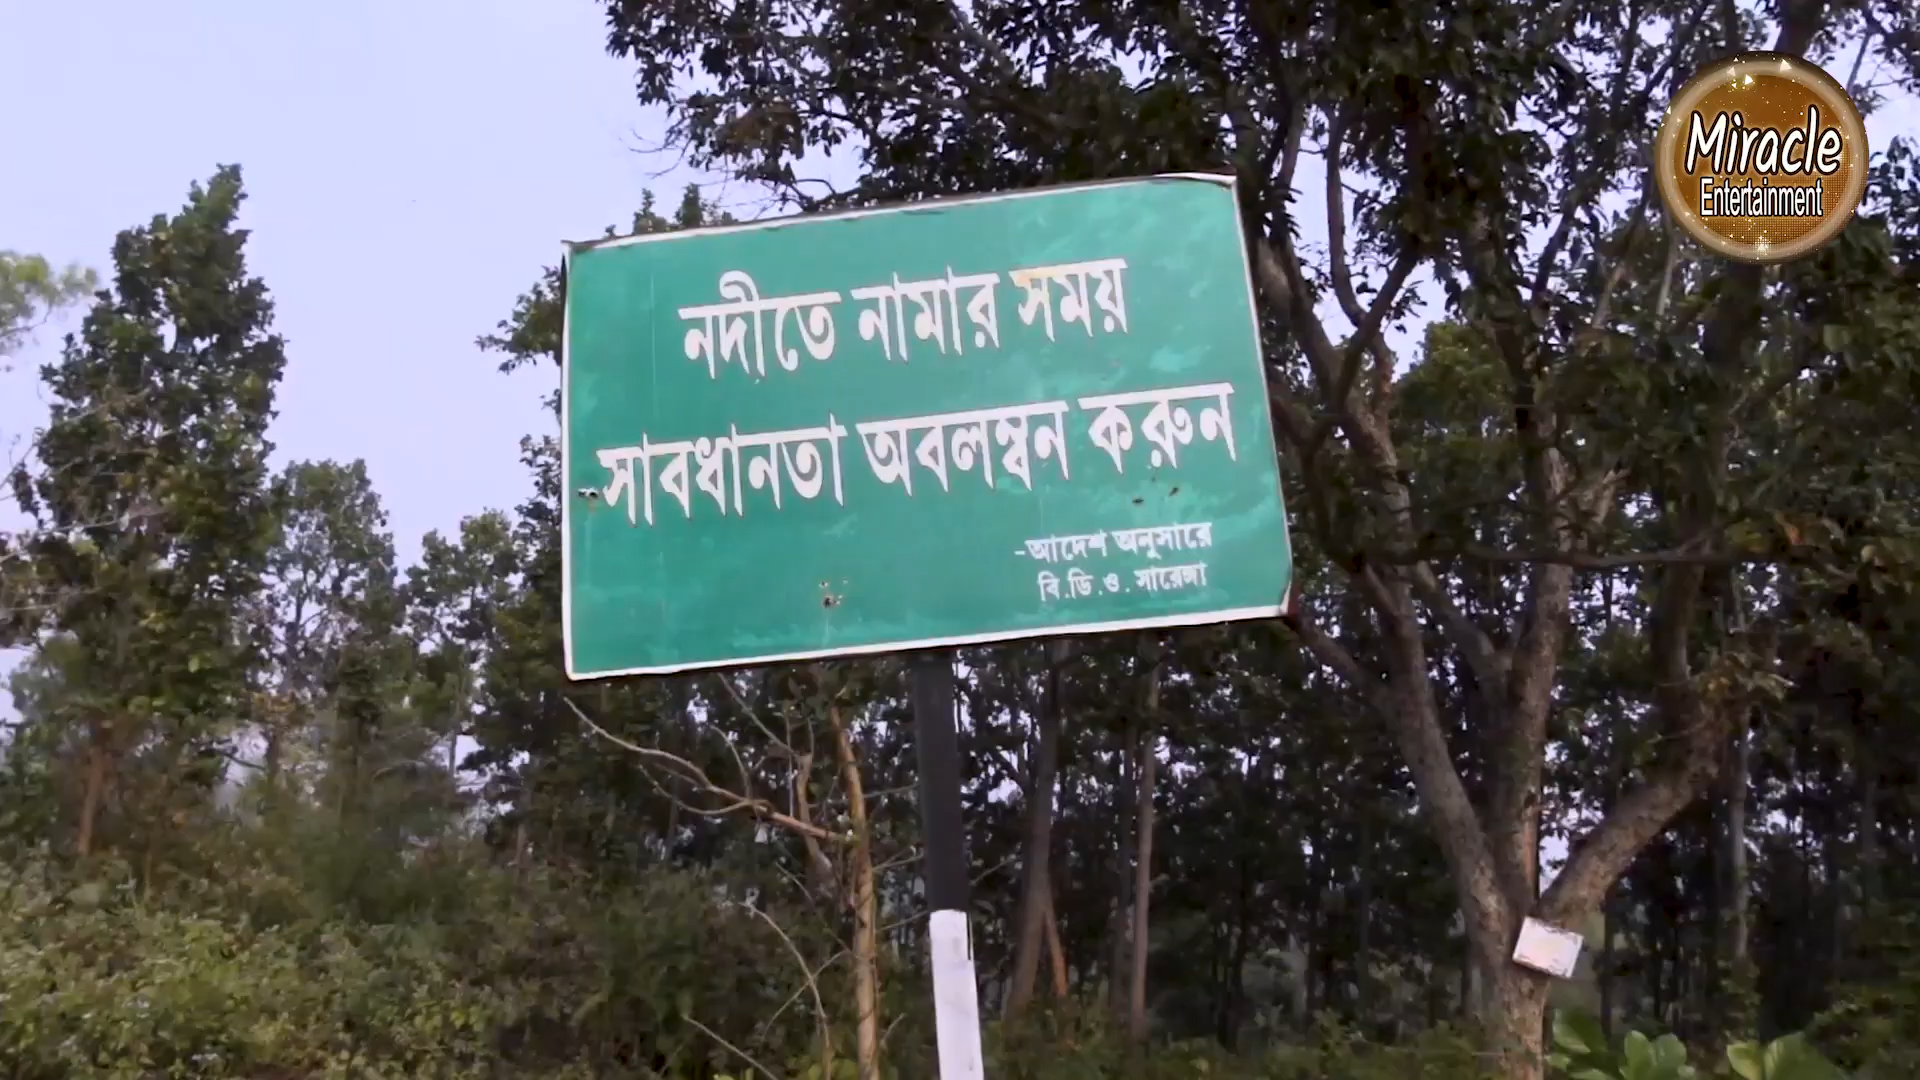 নদীতে নামার সময়
সাবধানতা অবলম্বন করুন
-আদেশ অনুসারে
বি.ডি.ও. সারেঙ্গা
Miracle
Entertainment